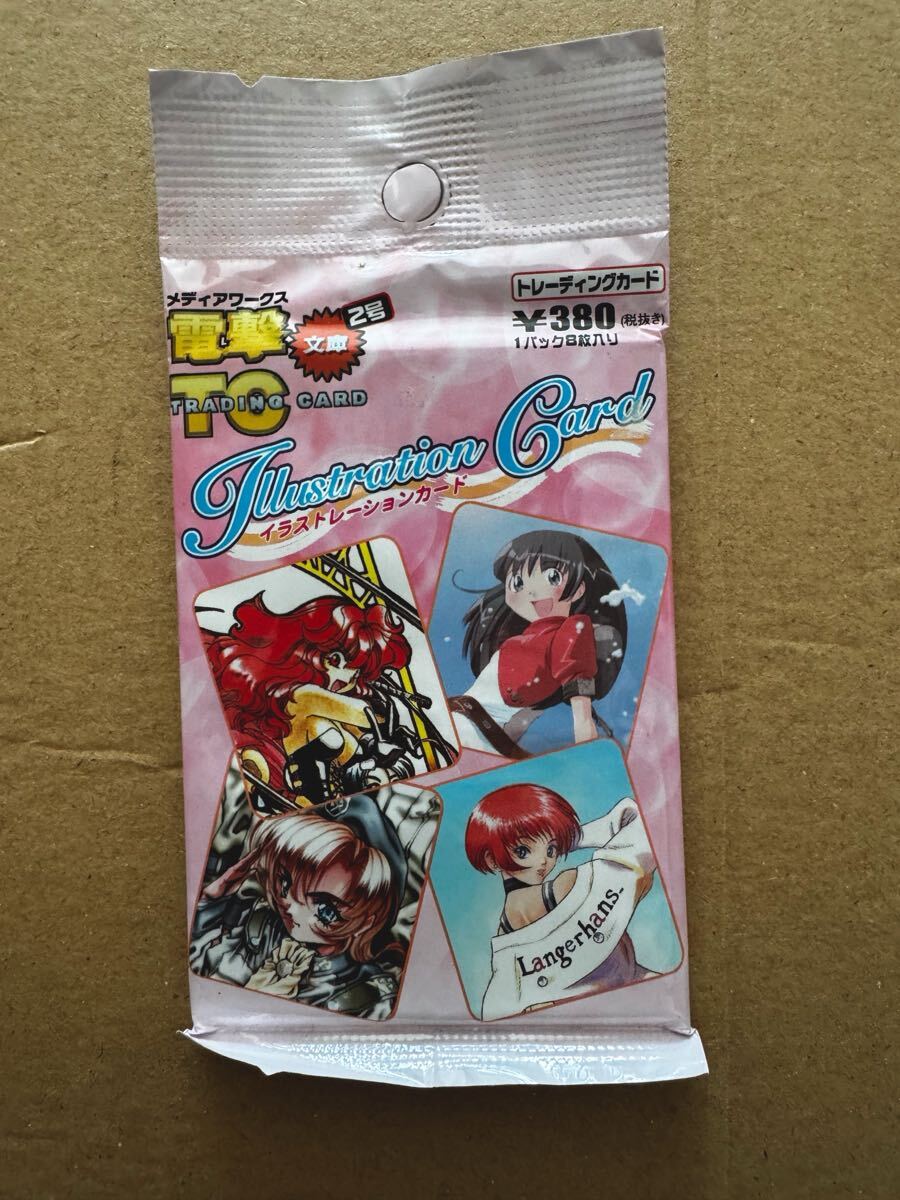 メディアワークス
電撃
文庫
2号
TC
TRADING CARD
トレーディングカード
¥380(税抜き)
1パック8枚入り
Illustration Card
イラストレーションカード
Langerhans